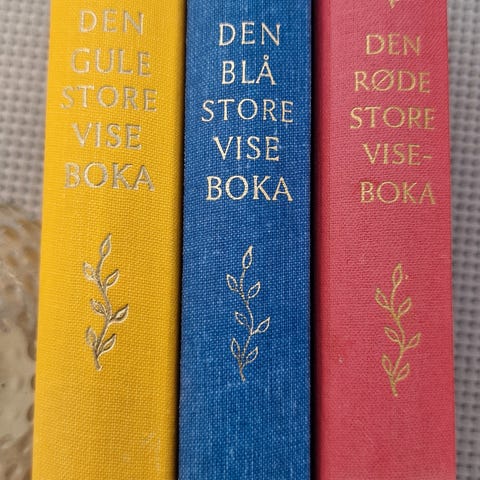 DEN
GULE
STORE
VISE
BOKA
DEN
BLÅ
STORE
VISE
BOKA
DEN
RØDE
STORE
VISE-
BOKA